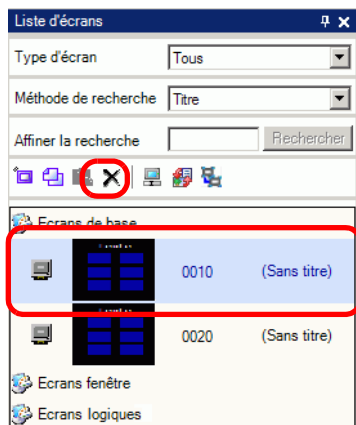 Liste d'écrans
Type d'écran Tous
Méthode de recherche Titre
Affiner la recherche Rechercher
Ecrans de base
0010 (Sans titre)
0020 (Sans titre)
Ecrans fenêtre
Ecrans logiques